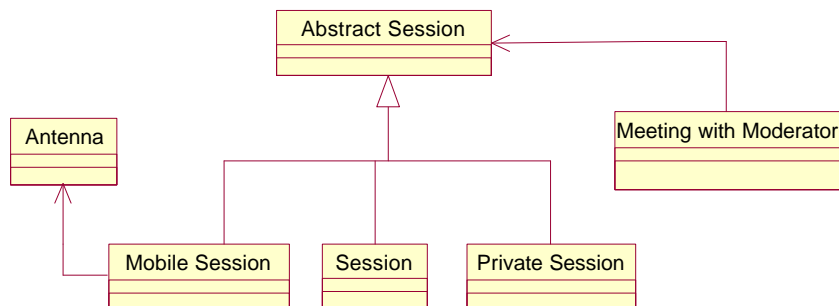 Abstract Session
Antenna
Meeting with Moderator
Mobile Session
Session
Private Session